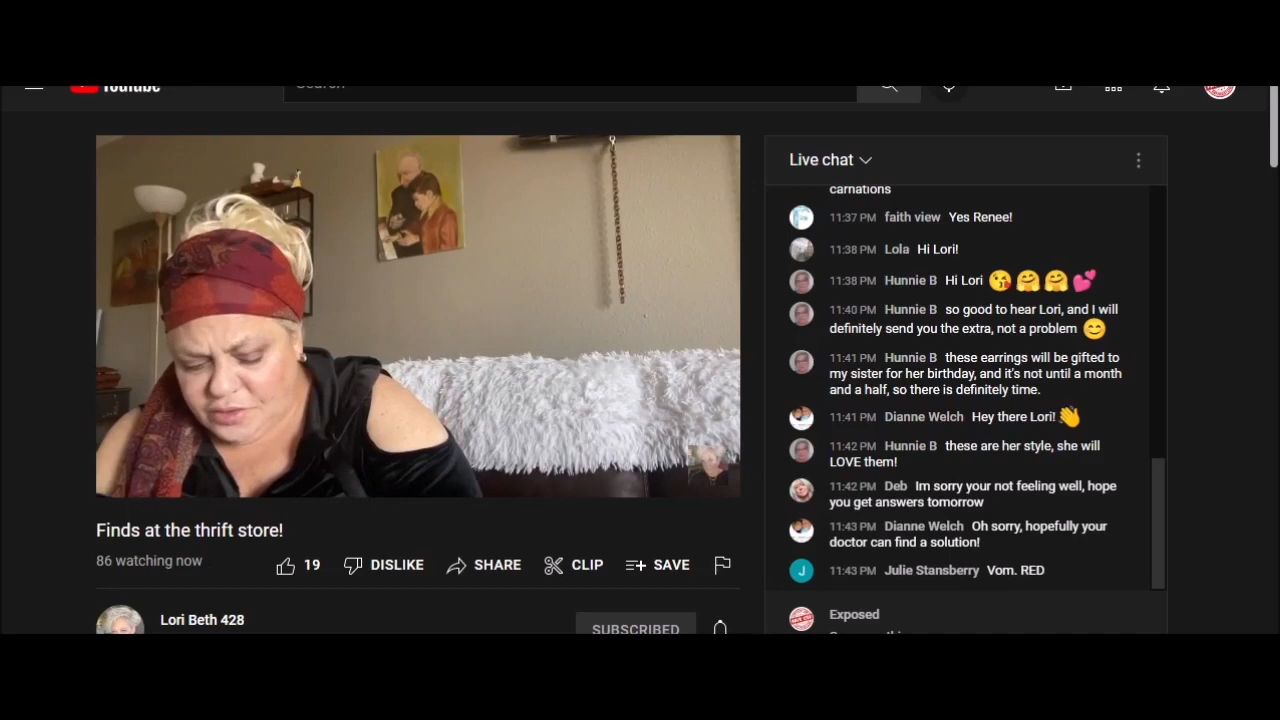 YouTube
Search
Live chat
carnations
11:37 PM faith view Yes Renee!
11:38 PM Lola Hi Lori!
11:38 PM Hunnie B Hi Lori 😘🤗🤗💕
11:40 PM Hunnie B so good to hear Lori, and I will
definitely send you the extra, not a problem 😊
11:41 PM Hunnie B these earrings will be gifted to
my sister for her birthday, and it's not until a month
and a half, so there is definitely time.
11:41 PM Dianne Welch Hey there Lori!👋
11:42 PM Hunnie B these are her style, she will
LOVE them!
11:42 PM Deb Im sorry your not feeling well, hope
you get answers tomorrow
11:43 PM Dianne Welch Oh sorry, hopefully your
doctor can find a solution!
J
11:43 PM Julie Stansberry Vom. RED
Exposed
Finds at the thrift store!
86 watching now
19 DISLIKE SHARE CLIP SAVE
Lori Beth 428
SUBSCRIBED